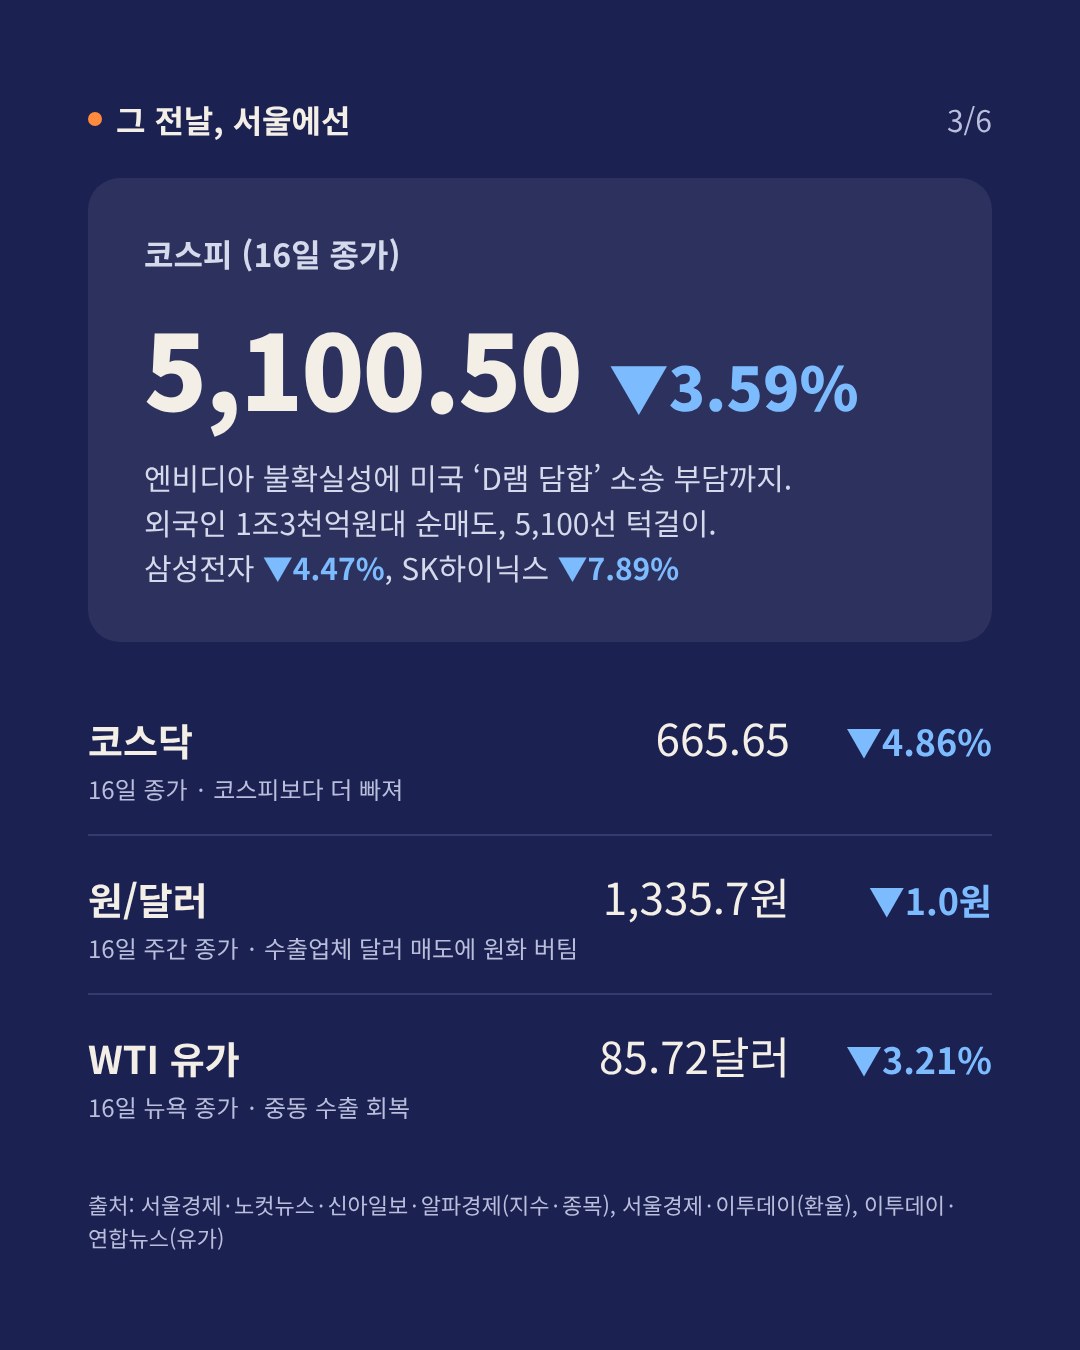 그 전날, 서울에선
3/6
코스피 (16일 종가)
5,100.50 ▼3.59%
엔비디아 불확실성에 미국 ‘D램 담합’ 소송 부담까지.
외국인 1조3천억원대 순매도, 5,100선 턱걸이.
삼성전자 ▼4.47%, SK하이닉스 ▼7.89%
코스닥 665.65 ▼4.86%
16일 종가 · 코스피보다 더 빠져
원/달러 1,335.7원 ▼1.0원
16일 주간 종가 · 수출업체 달러 매도에 원화 버팀
WTI 유가 85.72달러 ▼3.21%
16일 뉴욕 종가 · 중동 수출 회복
출처: 서울경제·노컷뉴스·신아일보·알파경제(지수·종목), 서울경제·이투데이(환율), 이투데이·
연합뉴스(유가)